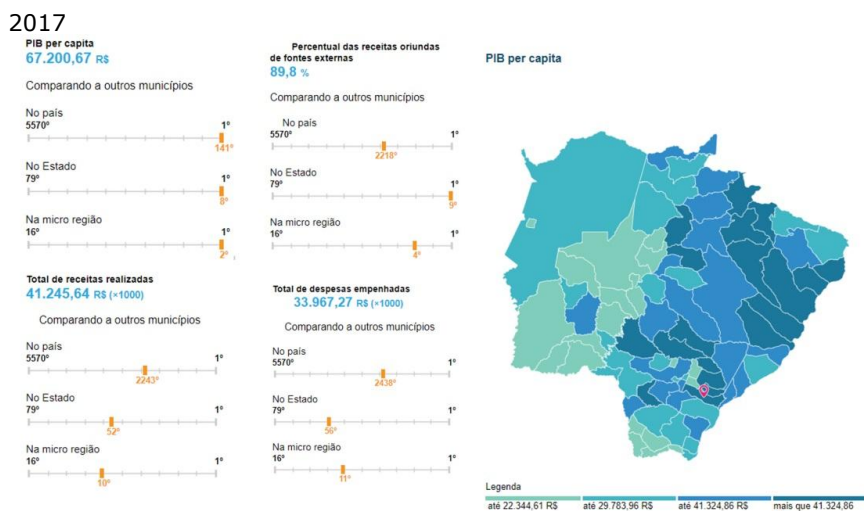 2017
PIB per capita
67.200,67 R$
Comparando a outros municípios
No país
5570º 1º
141º
No Estado
79º 1º
8º
Na micro região
16º 1º
2º
Percentual das receitas oriundas
de fontes externas
89,8 %
Comparando a outros municípios
No país
5570º 1º
2218º
No Estado
79º 1º
9º
Na micro região
16º 1º
4º
Total de receitas realizadas
41.245,64 R$ (×1000)
Comparando a outros municípios
No país
5570º 1º
2243º
No Estado
79º 1º
52º
Na micro região
16º 1º
10º
Total de despesas empenhadas
33.967,27 R$ (×1000)
Comparando a outros municípios
No país
5570º 1º
2438º
No Estado
79º 1º
56º
Na micro região
16º 1º
11º
PIB per capita
Legenda
até 22.344,61 R$ até 29.783,96 R$ até 41.324,86 R$ mais que 41.324,86